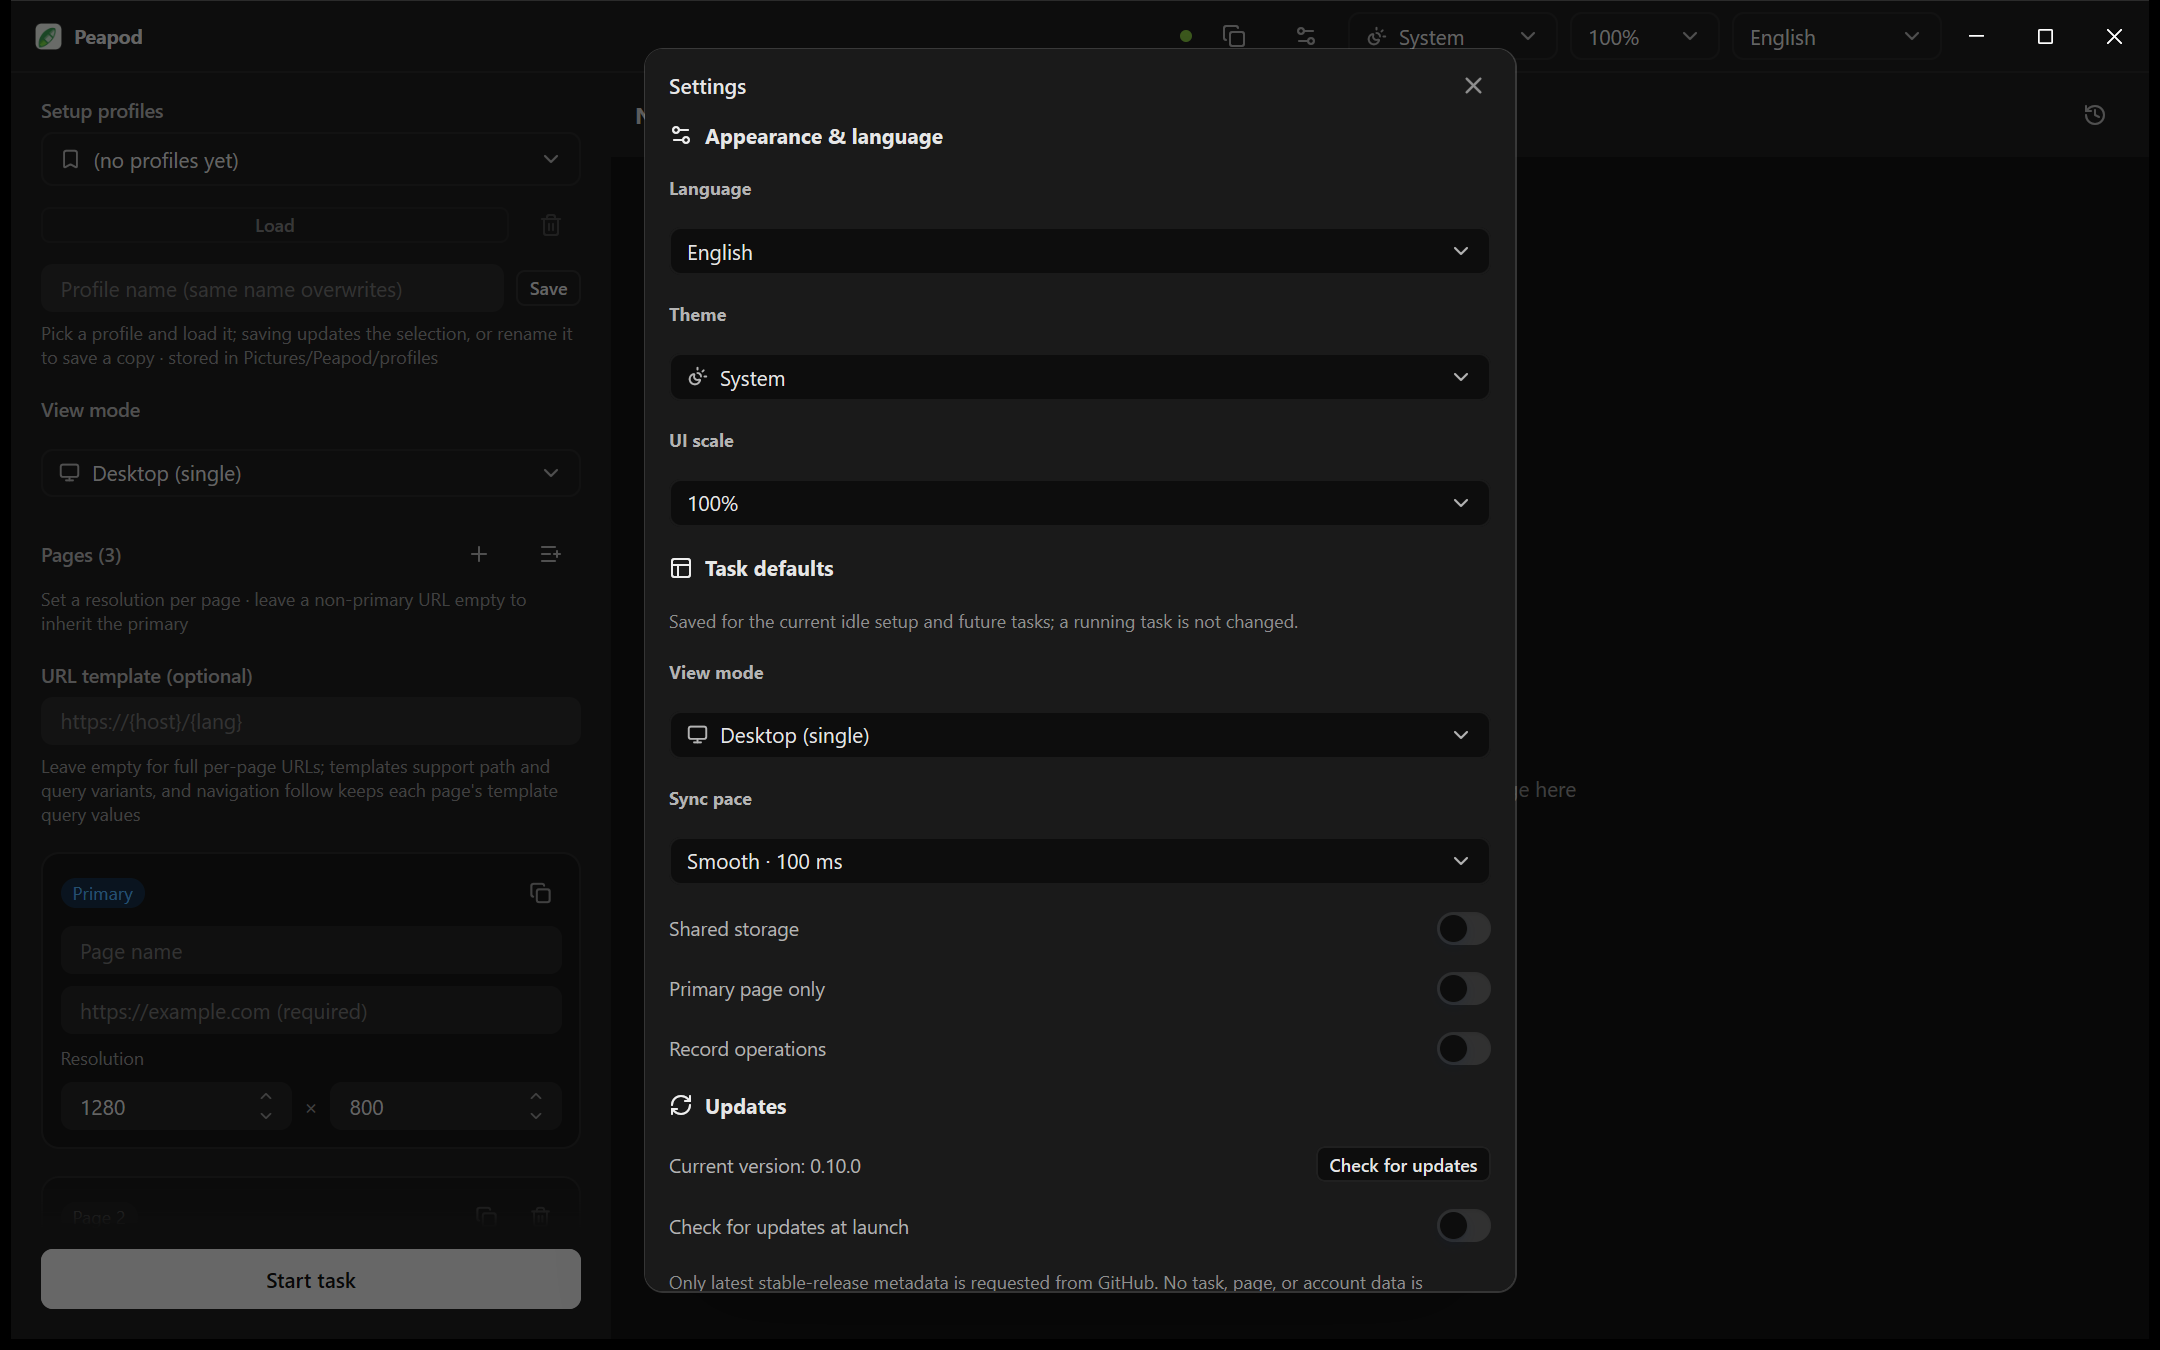 Peapod
System
100%
English
Setup profiles
(no profiles yet)
Load
Profile name (same name overwrites)
Save
Pick a profile and load it; saving updates the selection, or rename it
to save a copy · stored in Pictures/Peapod/profiles
View mode
Desktop (single)
Pages (3)
Set a resolution per page · leave a non-primary URL empty to
inherit the primary
URL template (optional)
https://{host}/{lang}
Leave empty for full per-page URLs; templates support path and
query variants, and navigation follow keeps each page's template
query values
Primary
Page name
https://example.com (required)
Resolution
1280
×
800
Page 2
Start task
Settings
Appearance & language
Language
English
Theme
System
UI scale
100%
Task defaults
Saved for the current idle setup and future tasks; a running task is not changed.
View mode
Desktop (single)
Sync pace
Smooth · 100 ms
Shared storage
Primary page only
Record operations
Updates
Current version: 0.10.0
Check for updates
Check for updates at launch
Only latest stable-release metadata is requested from GitHub. No task, page, or account data is
here